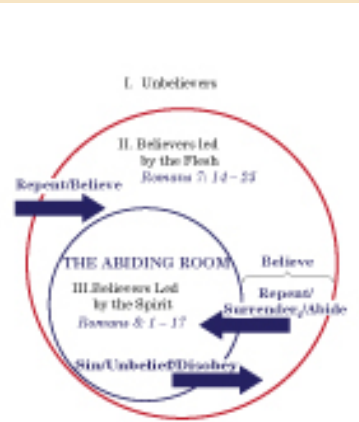 I. Unbelievers
II. Believers led
by the Flesh
Romans 7: 14–25
Repent/Believe
THE ABIDING ROOM
Believe
III. Believers Led
by the Spirit
Romans 8: 1–17
Repent/
Surrender/Abide
Sin/Unbelief/Disobey